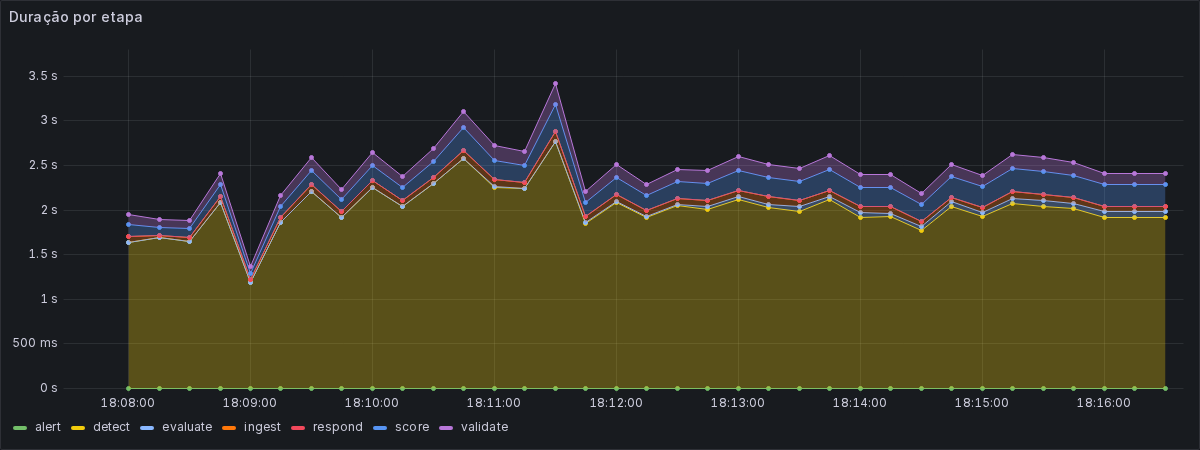 Duração por etapa
3.5 s
3 s
2.5 s
2 s
1.5 s
1 s
500 ms
0 s
18:08:00 18:09:00 18:10:00 18:11:00 18:12:00 18:13:00 18:14:00 18:15:00 18:16:00
alert detect evaluate ingest respond score validate